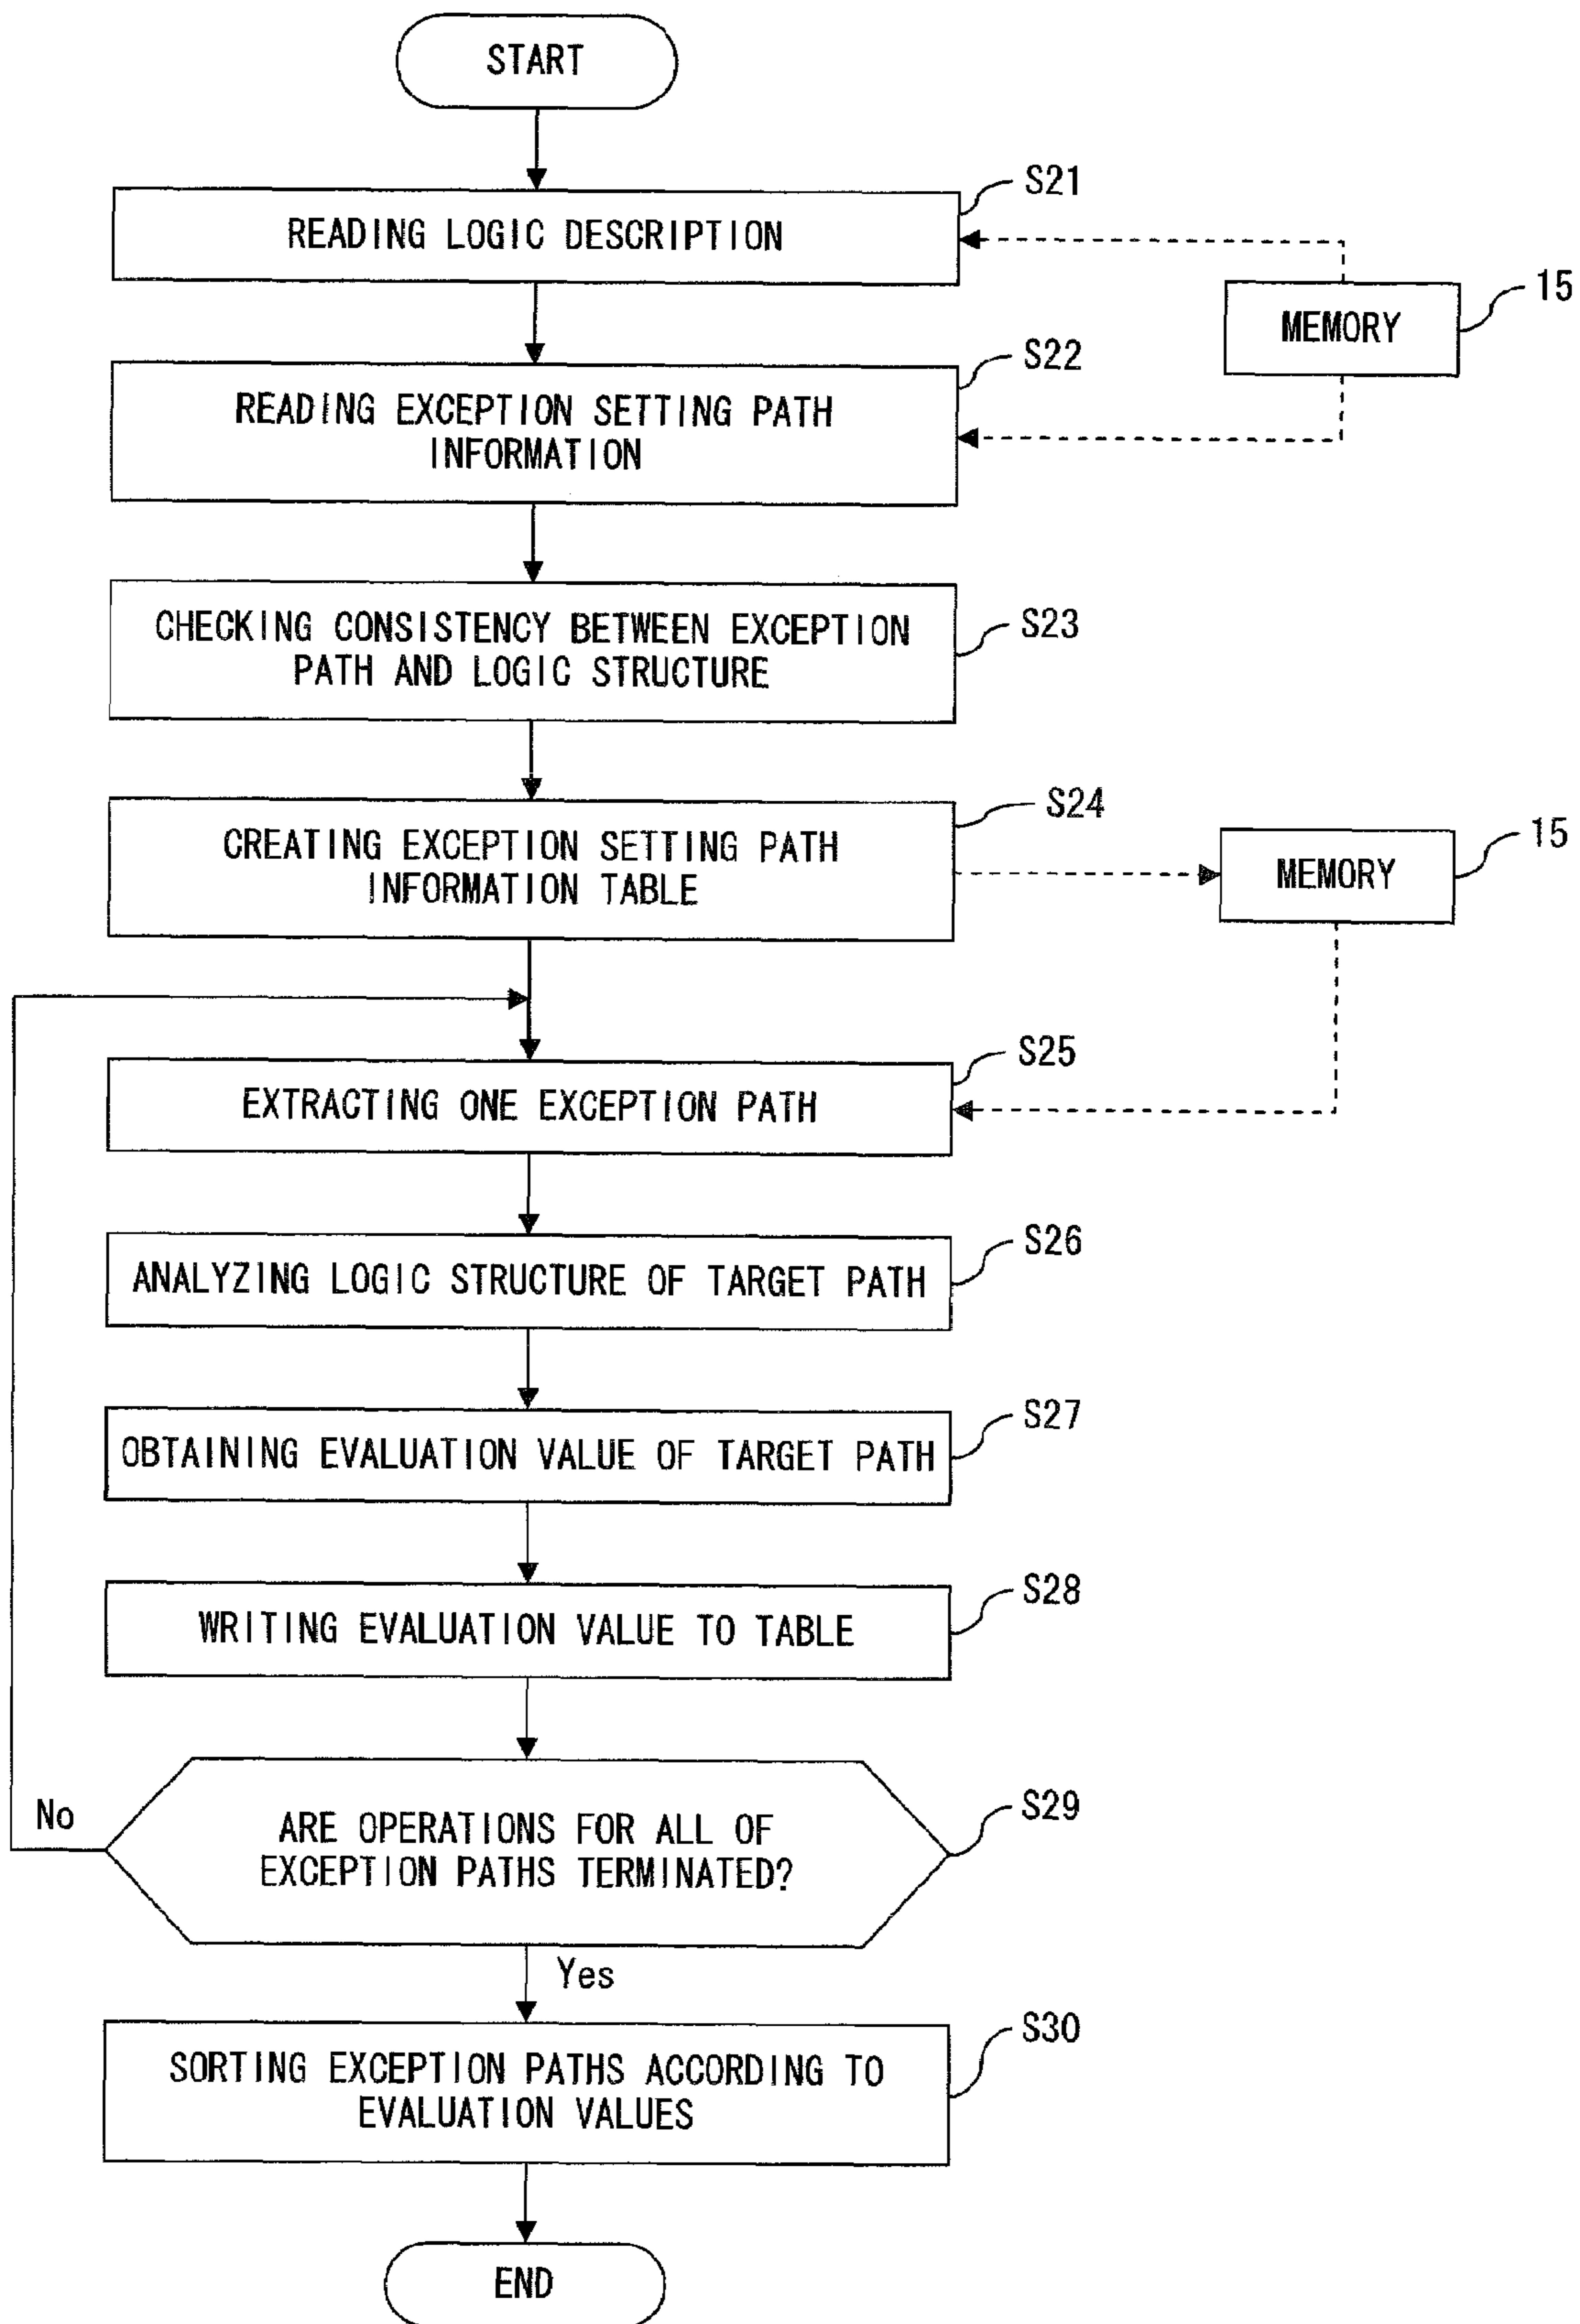 START
S21
READING LOGIC DESCRIPTION
15
MEMORY
S22
READING EXCEPTION SETTING PATH
INFORMATION
S23
CHECKING CONSISTENCY BETWEEN EXCEPTION
PATH AND LOGIC STRUCTURE
S24
CREATING EXCEPTION SETTING PATH
INFORMATION TABLE
15
MEMORY
S25
EXTRACTING ONE EXCEPTION PATH
S26
ANALYZING LOGIC STRUCTURE OF TARGET PATH
S27
OBTAINING EVALUATION VALUE OF TARGET PATH
S28
WRITING EVALUATION VALUE TO TABLE
S29
No
ARE OPERATIONS FOR ALL OF
EXCEPTION PATHS TERMINATED?
Yes
S30
SORTING EXCEPTION PATHS ACCORDING TO
EVALUATION VALUES
END